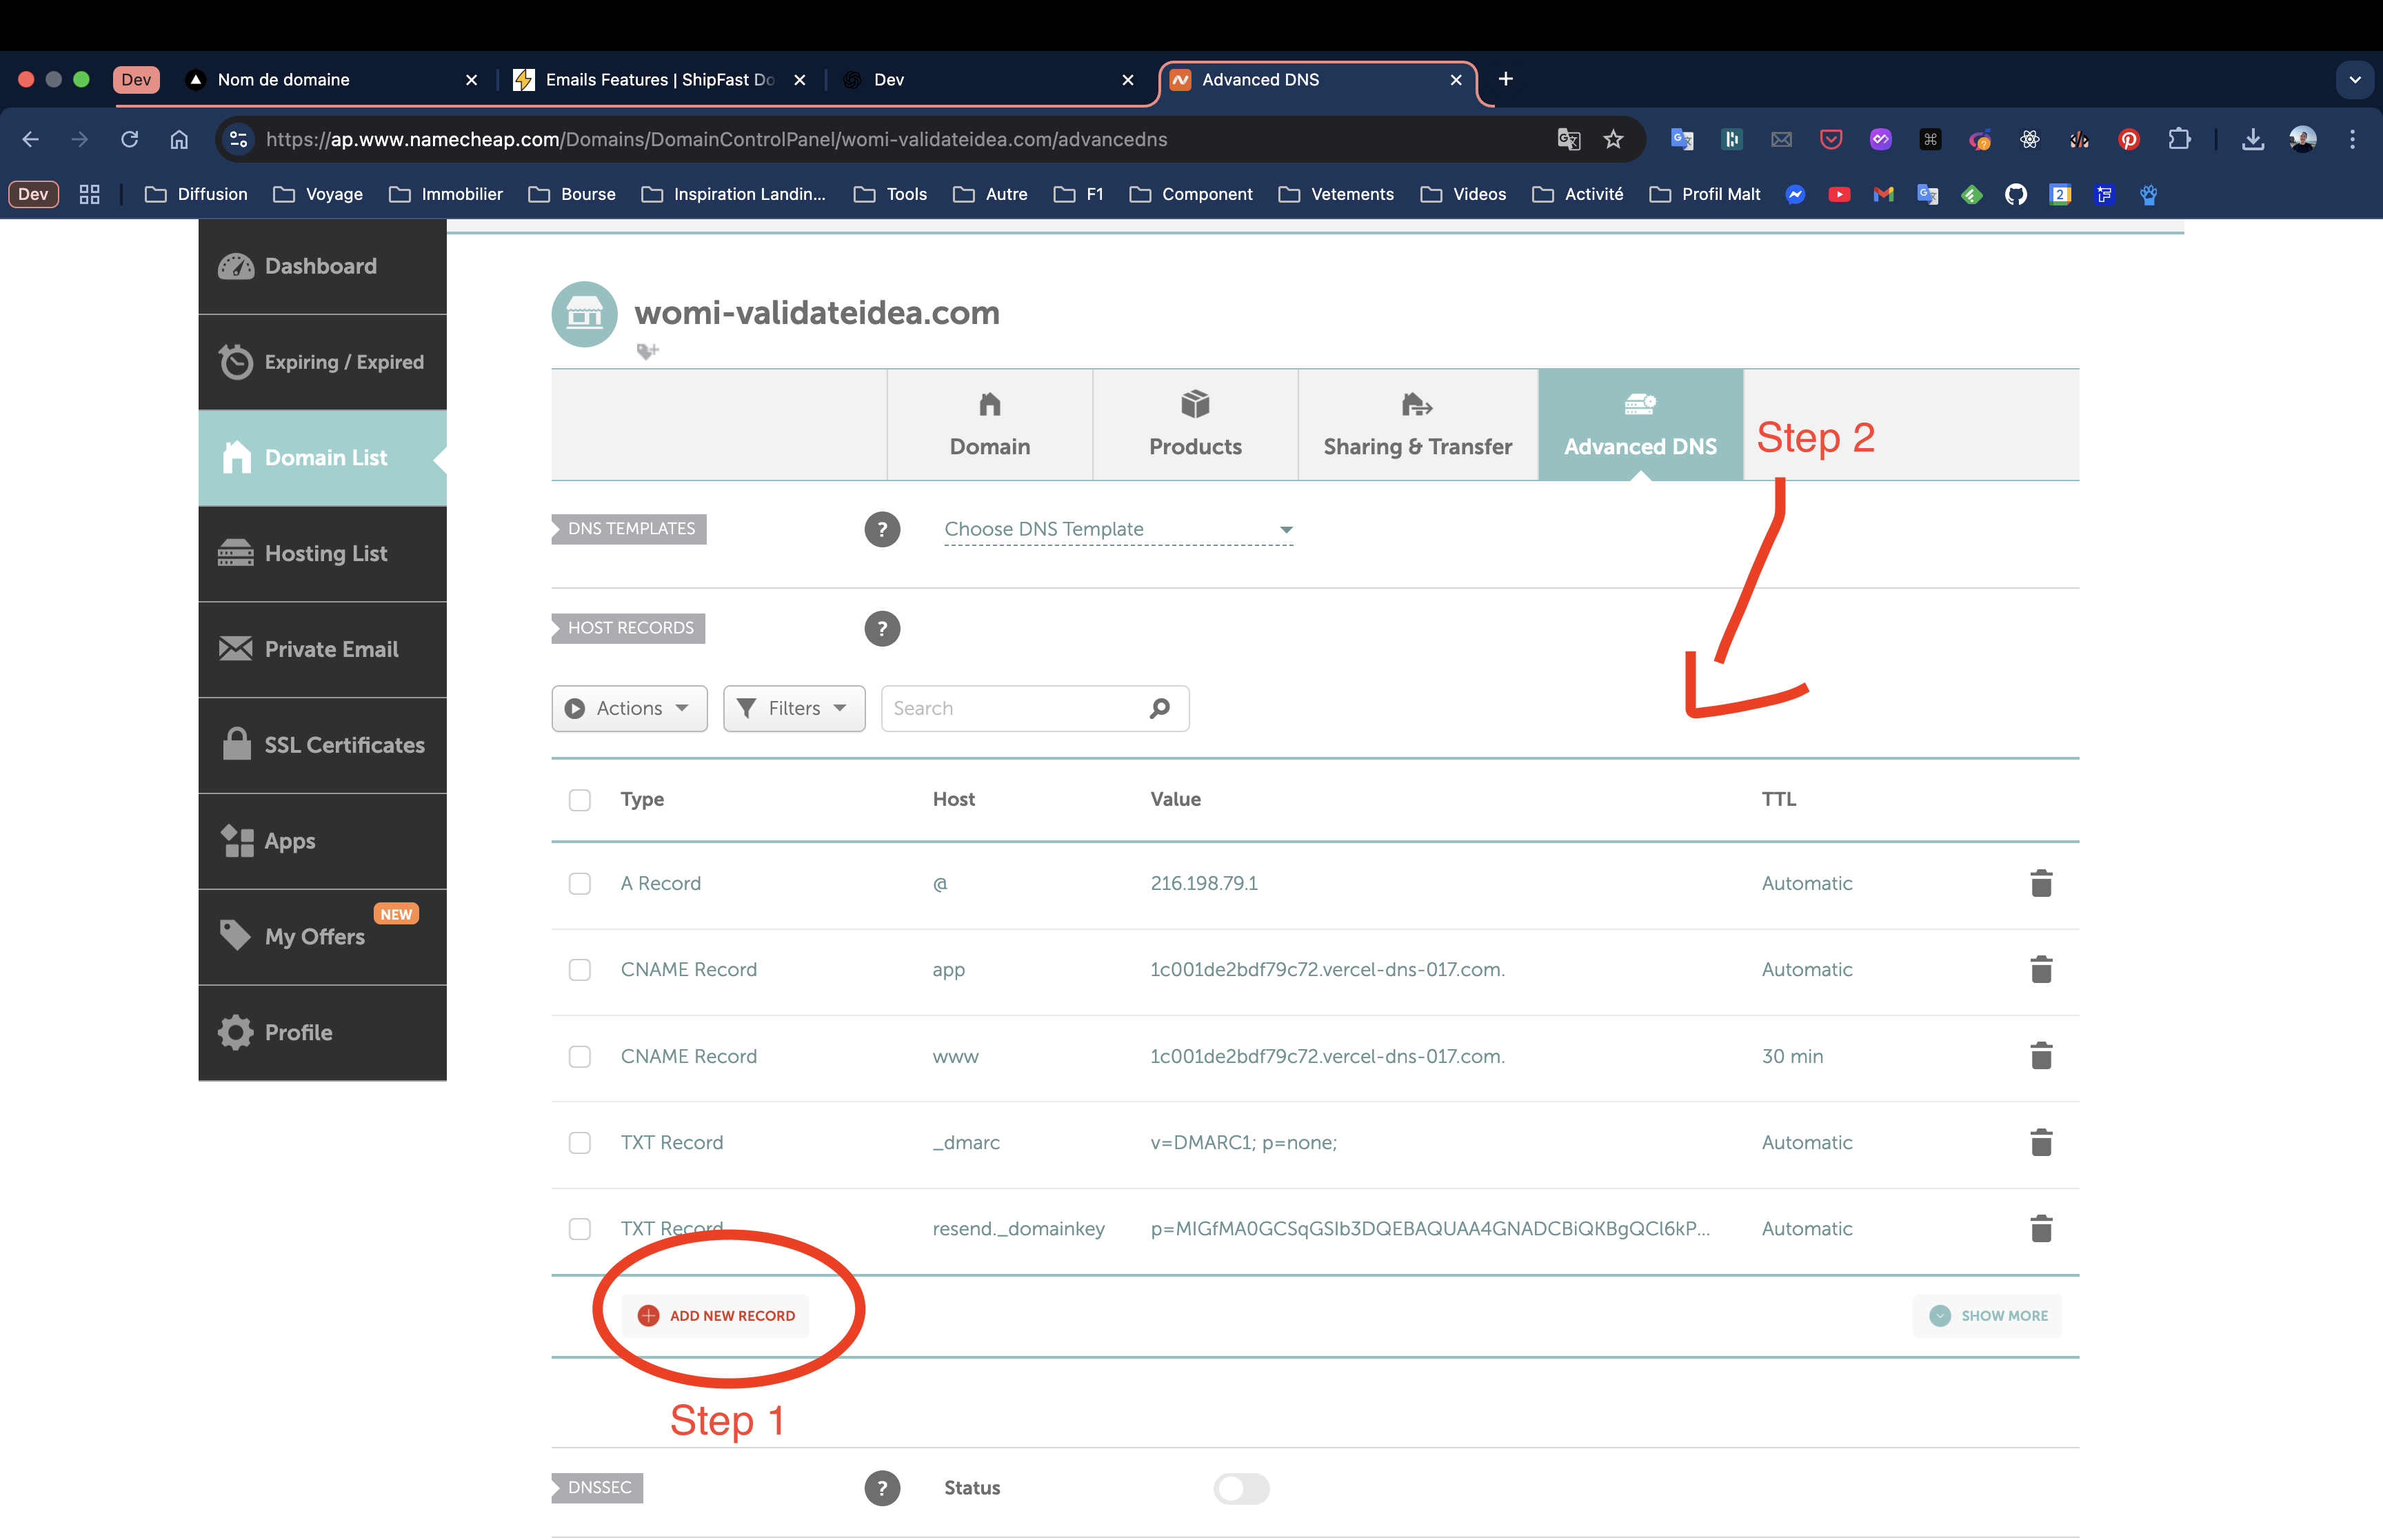 Dev
Nom de domaine
Emails Features | ShipFast Do
Dev
Advanced DNS
https://ap.www.namecheap.com/Domains/DomainControlPanel/womi-validateidea.com/advancedns
Dev
Diffusion
Voyage
Immobilier
Bourse
Inspiration Landin...
Tools
Autre
F1
Component
Vetements
Videos
Activité
Profil Malt
Dashboard
Expiring / Expired
Domain List
Hosting List
Private Email
SSL Certificates
Apps
NEW
My Offers
Profile
womi-validateidea.com
Domain
Products
Sharing & Transfer
Advanced DNS
Step 2
DNS TEMPLATES
?
Choose DNS Template
HOST RECORDS
?
Actions
Filters
Search
Type Host Value TTL
A Record @ 216.198.79.1 Automatic
CNAME Record app 1c001de2bdf79c72.vercel-dns-017.com. Automatic
CNAME Record www 1c001de2bdf79c72.vercel-dns-017.com. 30 min
TXT Record _dmarc v=DMARC1; p=none; Automatic
TXT Record resend._domainkey p=MIGfMA0GCSqGSIb3DQEBAQUAA4GNADCBiQKBgQCl6kP... Automatic
ADD NEW RECORD
SHOW MORE
Step 1
DNSSEC
?
Status